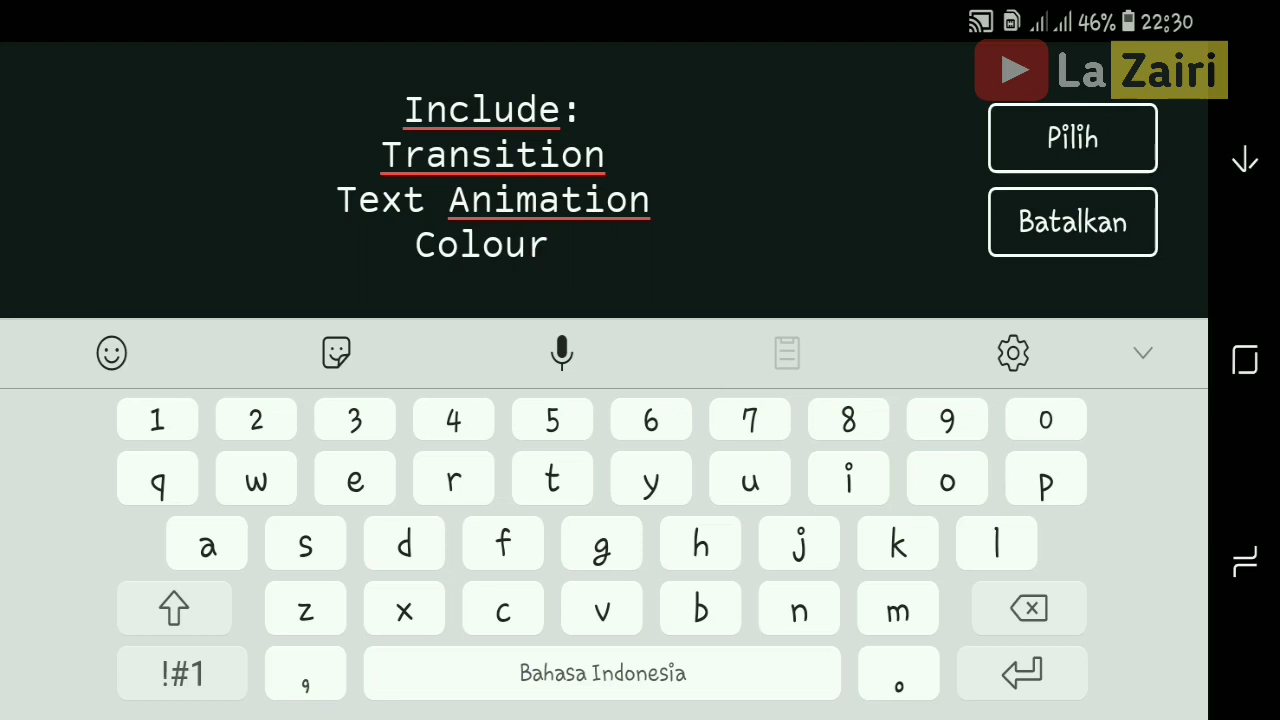 46% 22:30
La Zairi
Include:
Transition
Text Animation
Colour
Pilih
Batalkan
1 2 3 4 5 6 7 8 9 0
q w e r t y u i o p
a s d f g h j k l
z x c v b n m
!#1 , Bahasa Indonesia .